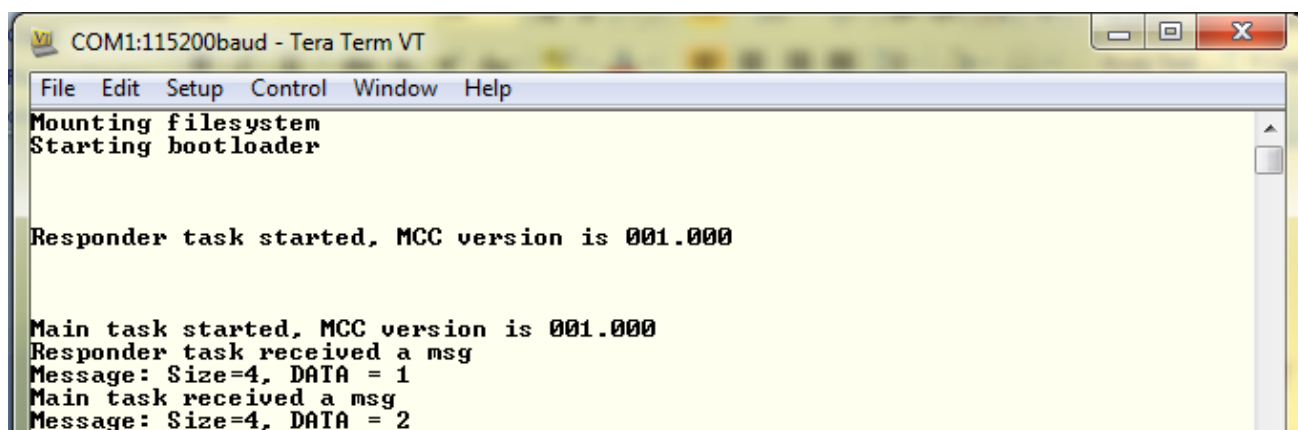 COM1:115200baud - Tera Term VT
File Edit Setup Control Window Help
Mounting filesystem
Starting bootloader
Responder task started, MCC version is 001.000
Main task started, MCC version is 001.000
Responder task received a msg
Message: Size=4, DATA = 1
Main task received a msg
Message: Size=4, DATA = 2